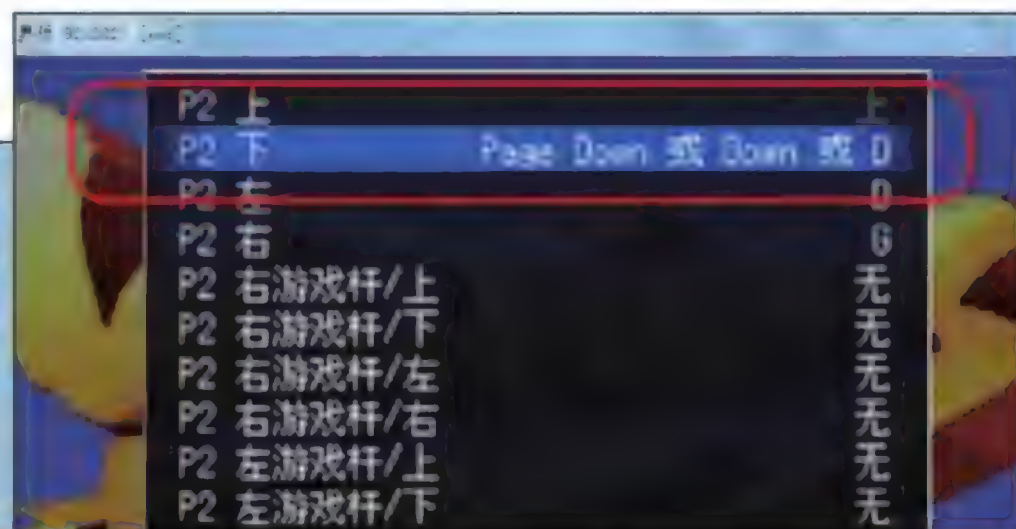 P2 上 上
P2 下 Page Down 或 Down 或 D
P2 左 D
P2 右 G
P2 右游戏杆/上 无
P2 右游戏杆/下 无
P2 右游戏杆/左 无
P2 右游戏杆/右 无
P2 左游戏杆/上 无
P2 左游戏杆/下 无